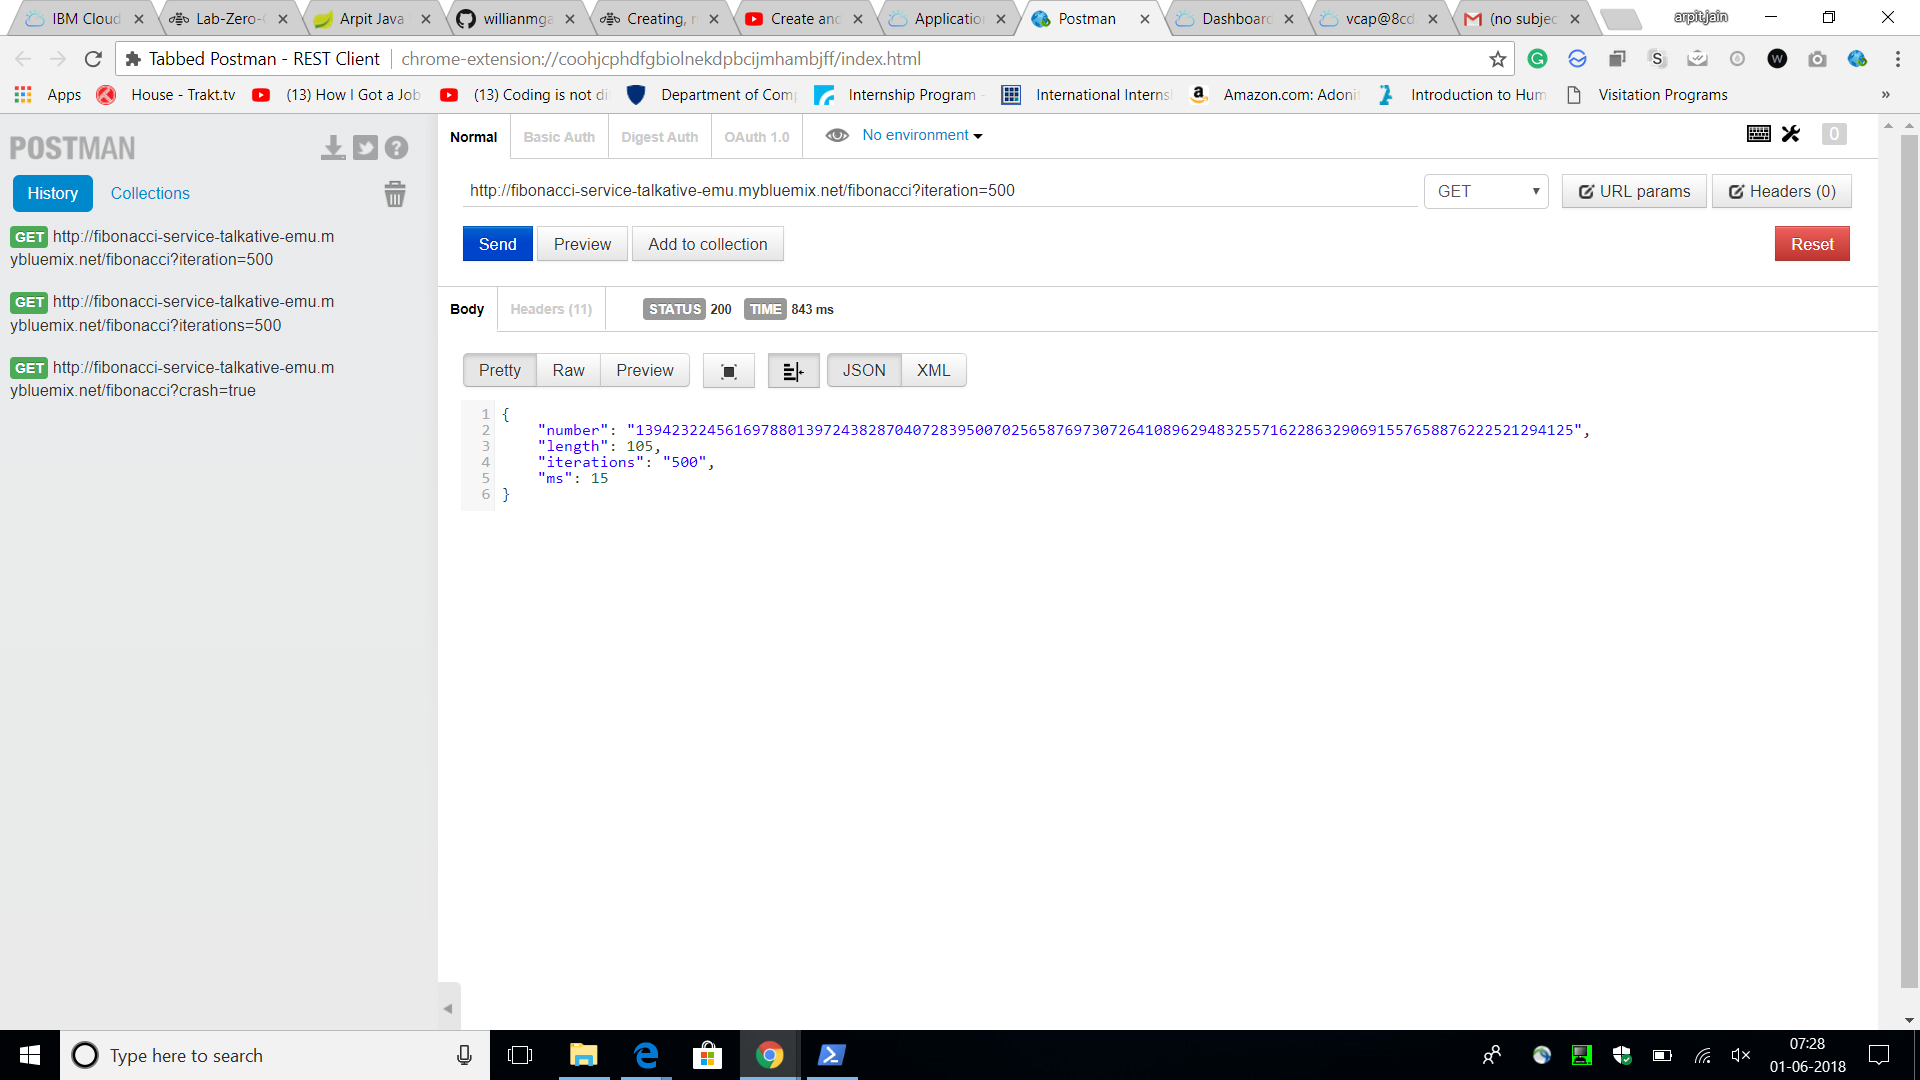 IBM Cloud
Lab-Zero-
Arpit Java
willianmga
Creating, r
Create and
Application
Postman
Dashboard
vcap@8cd
(no subjec
arpitjain
Tabbed Postman - REST Client
chrome-extension://coohjcphdfgbiolnekdpbcijmhambjff/index.html
Apps
House - Trakt.tv
(13) How I Got a Job
(13) Coding is not di
Department of Comp
Internship Program -
International Interns
Amazon.com: Adonit
Introduction to Hum
Visitation Programs
»
POSTMAN
History
Collections
GET http://fibonacci-service-talkative-emu.m
ybluemix.net/fibonacci?iteration=500
GET http://fibonacci-service-talkative-emu.m
ybluemix.net/fibonacci?iterations=500
GET http://fibonacci-service-talkative-emu.m
ybluemix.net/fibonacci?crash=true
Normal
Basic Auth
Digest Auth
OAuth 1.0
No environment
0
http://fibonacci-service-talkative-emu.mybluemix.net/fibonacci?iteration=500
GET
URL params
Headers (0)
Send
Preview
Add to collection
Reset
Body
Headers (11)
STATUS 200 TIME 843 ms
Pretty
Raw
Preview
JSON
XML
1 {
2 "number": "139423224561697880139724382870407283950070256587697307264108962948325571622863290691557658876222521294125",
3 "length": 105,
4 "iterations": "500",
5 "ms": 15
6 }
Type here to search
07:28
01-06-2018